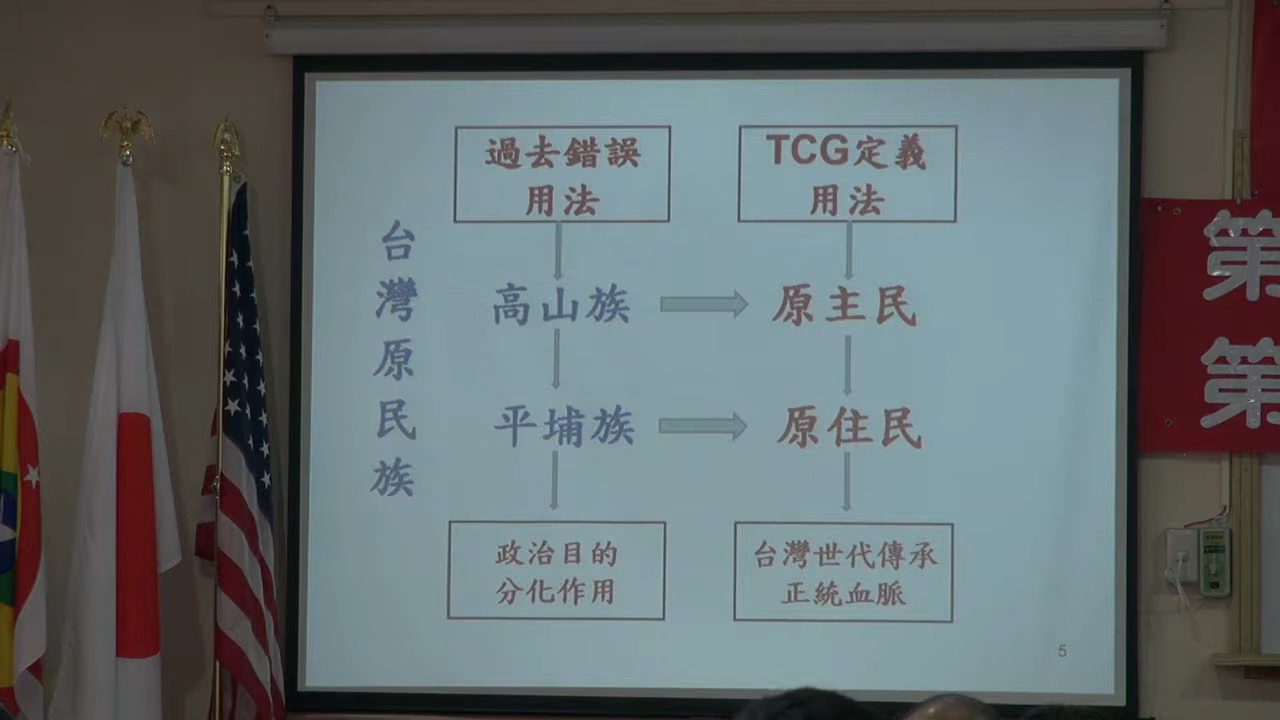 台灣原民族
過去錯誤
用法
TCG定義
用法
高山族
原主民
平埔族
原住民
政治目的
分化作用
台灣世代傳承
正統血脈
5
第
第